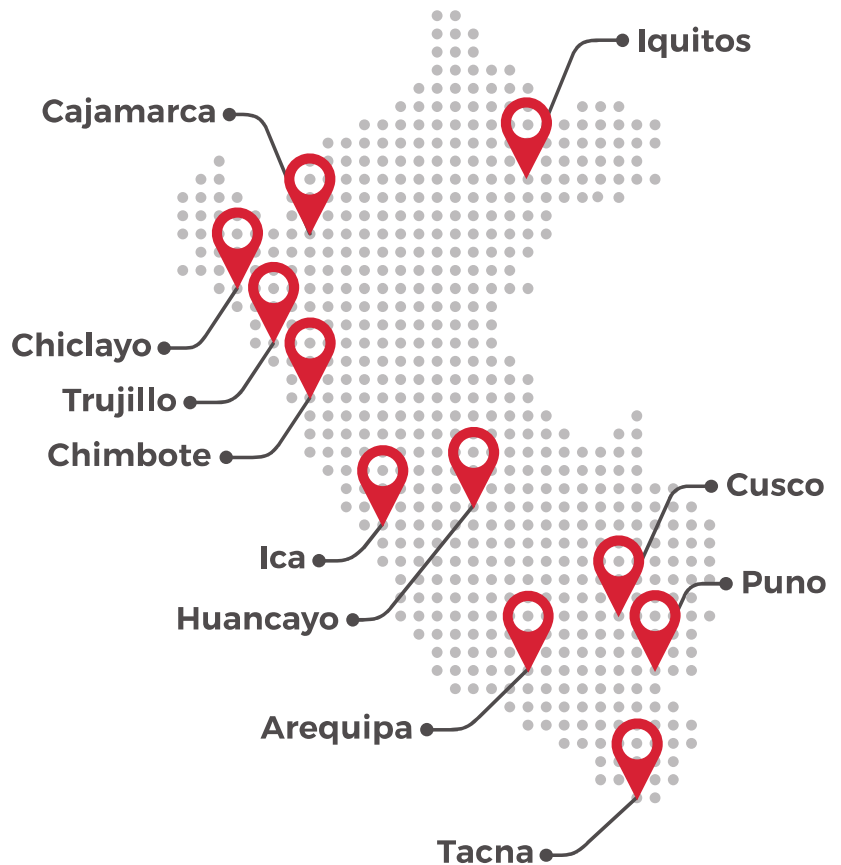 Iquitos
Cajamarca
Chiclayo
Trujillo
Chimbote
Cusco
Ica
Puno
Huancayo
Arequipa
Tacna